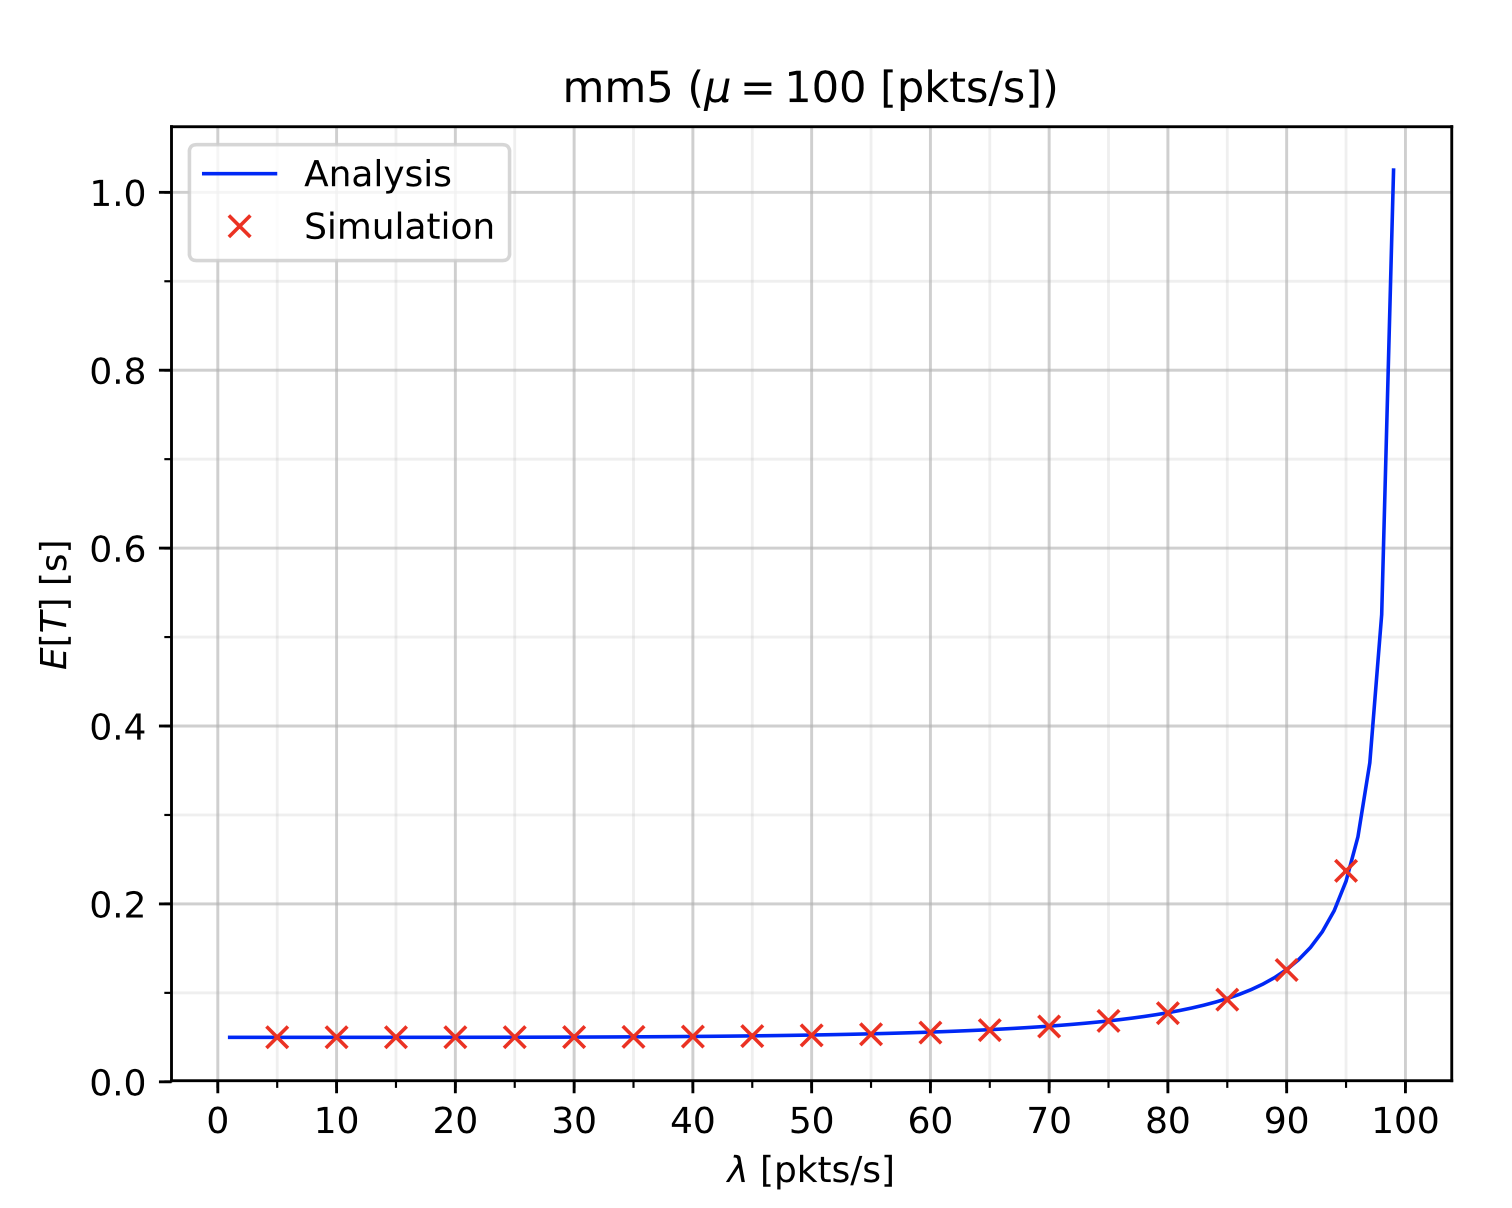 mm5 (μ = 100 [pkts/s])
Analysis
Simulation
1.0
0.8
0.6
0.4
0.2
0.0
E[T] [s]
0 10 20 30 40 50 60 70 80 90 100
λ [pkts/s]